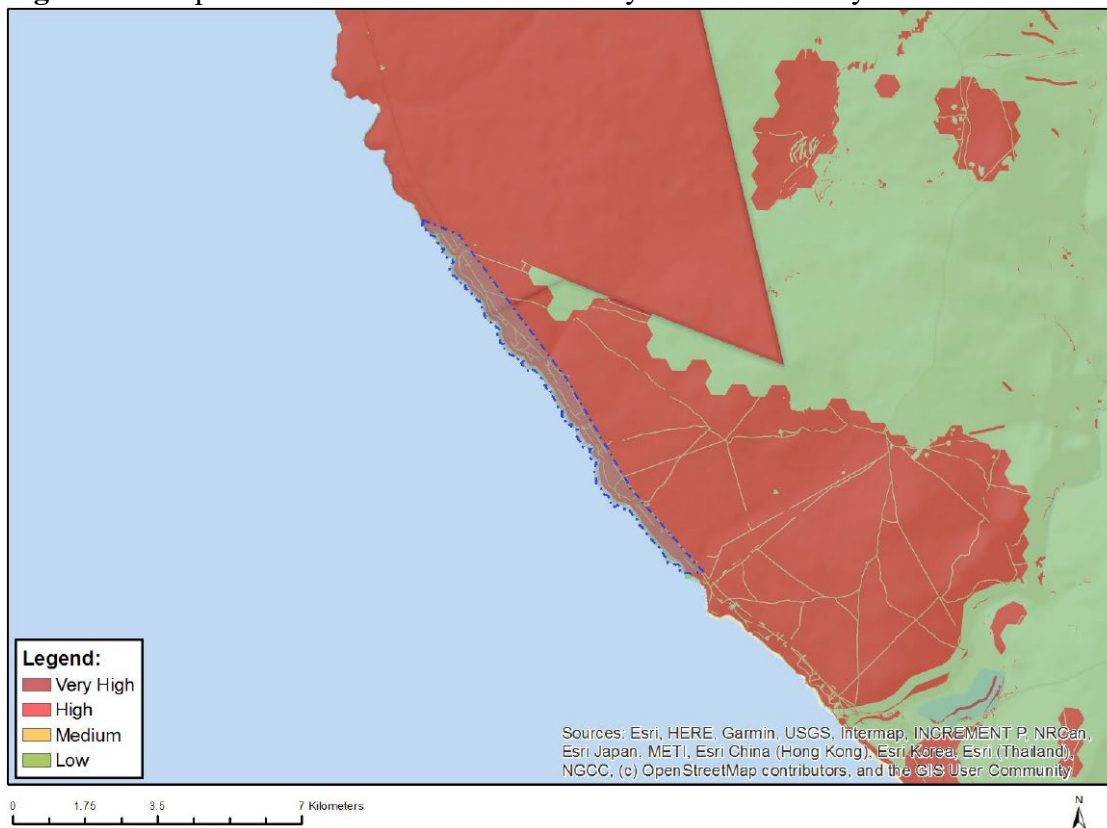 Legend:
Very High
High
Medium
Low
Sources: Esri, HERE, Garmin, USGS, Intermap, INCREMENT P, NRCan,
Esri Japan, METI, Esri China (Hong Kong), Esri Korea, Esri (Thailand),
NGCC, (c) OpenStreetMap contributors, and the GIS User Community
0 1.75 3.5 7 Kilometers
N